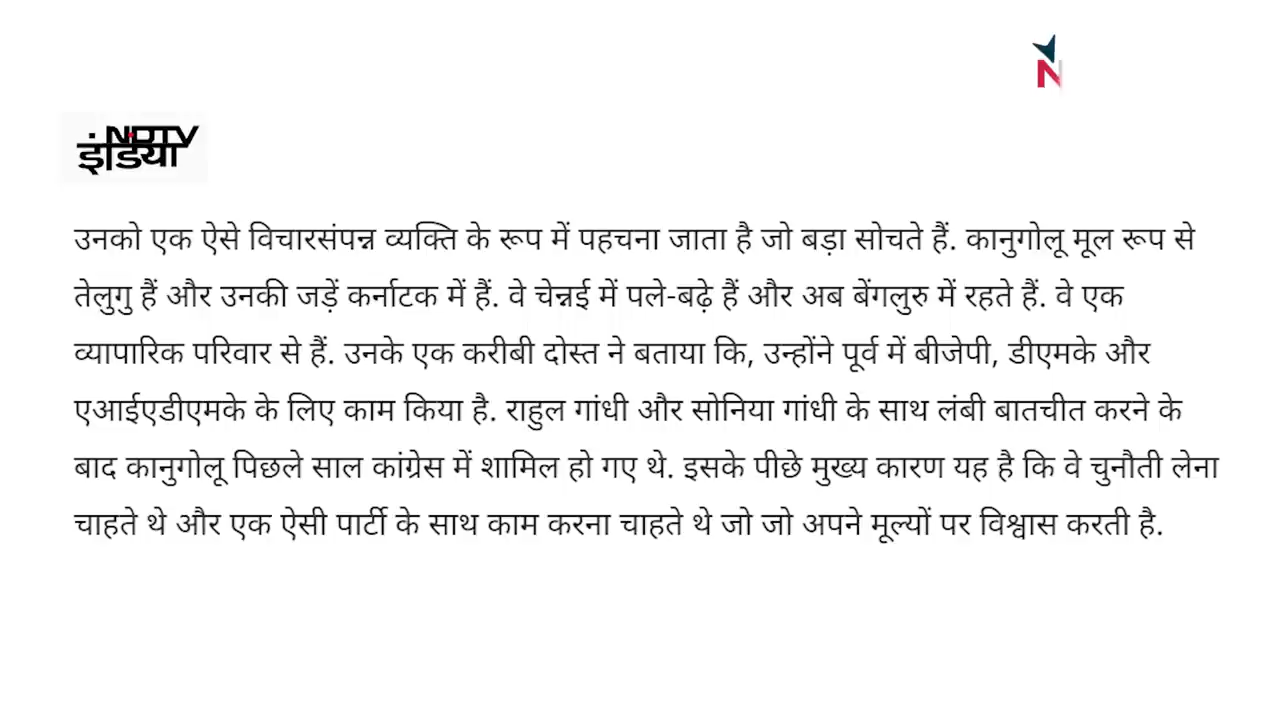 N
NDTV
इंडिया
उनको एक ऐसे विचारसंपन्न व्यक्ति के रूप में पहचना जाता है जो बड़ा सोचते हैं. कानुगोलू मूल रूप से
तेलुगु हैं और उनकी जड़ें कर्नाटक में हैं. वे चेन्नई में पले-बढ़े हैं और अब बेंगलुरु में रहते हैं. वे एक
व्यापारिक परिवार से हैं. उनके एक करीबी दोस्त ने बताया कि, उन्होंने पूर्व में बीजेपी, डीएमके और
एआईएडीएमके के लिए काम किया है. राहुल गांधी और सोनिया गांधी के साथ लंबी बातचीत करने के
बाद कानुगोलू पिछले साल कांग्रेस में शामिल हो गए थे. इसके पीछे मुख्य कारण यह है कि वे चुनौती लेना
चाहते थे और एक ऐसी पार्टी के साथ काम करना चाहते थे जो जो अपने मूल्यों पर विश्वास करती है.